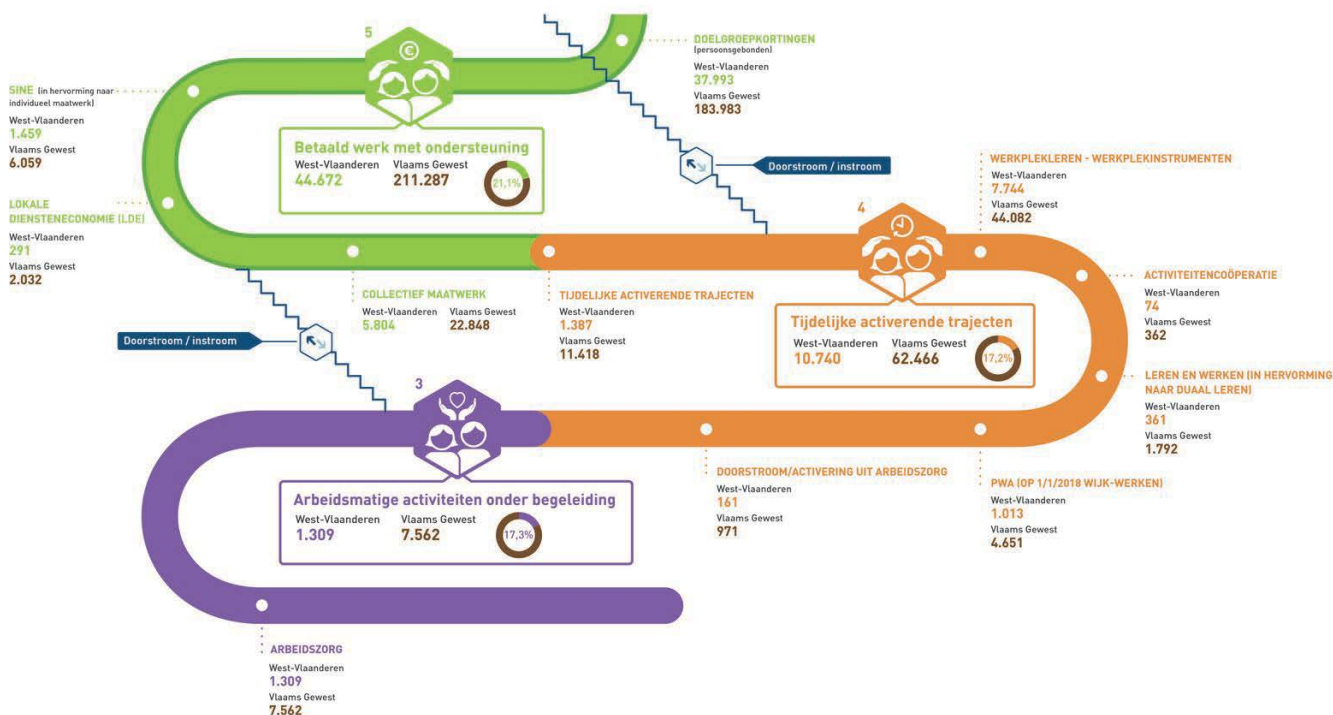 5
DOELGROEPKORTINGEN
(persoonsgebonden)
West-Vlaanderen
37.993
Vlaams Gewest
183.983
SINE (in hervorming naar
individueel maatwerk)
West-Vlaanderen
1.459
Vlaams Gewest
6.059
Betaald werk met ondersteuning
West-Vlaanderen Vlaams Gewest
44.672 211.287
21,1%
Doorstroom / instroom
WERKPLEKLEREN - WERKPLEKINSTRUMENTEN
West-Vlaanderen
7.744
Vlaams Gewest
44.082
LOKALE
DIENSTENECONOMIE (LDE)
West-Vlaanderen
291
Vlaams Gewest
2.032
4
ACTIVITEITENCOÖPERATIE
West-Vlaanderen
74
Vlaams Gewest
362
COLLECTIEF MAATWERK
West-Vlaanderen Vlaams Gewest
5.804 22.848
TIJDELIJKE ACTIVERENDE TRAJECTEN
West-Vlaanderen
1.387
Vlaams Gewest
11.418
Tijdelijke activerende trajecten
West-Vlaanderen Vlaams Gewest
10.740 62.466
17,2%
Doorstroom / instroom
LEREN EN WERKEN (IN HERVORMING
NAAR DUAAL LEREN)
West-Vlaanderen
361
Vlaams Gewest
1.792
3
Arbeidsmatige activiteiten onder begeleiding
West-Vlaanderen Vlaams Gewest
1.309 7.562
17,3%
DOORSTROOM/ACTIVERING UIT ARBEIDSZORG
West-Vlaanderen
161
Vlaams Gewest
971
PWA (OP 1/1/2018 WIJK-WERKEN)
West-Vlaanderen
1.013
Vlaams Gewest
4.651
ARBEIDSZORG
West-Vlaanderen
1.309
Vlaams Gewest
7.562